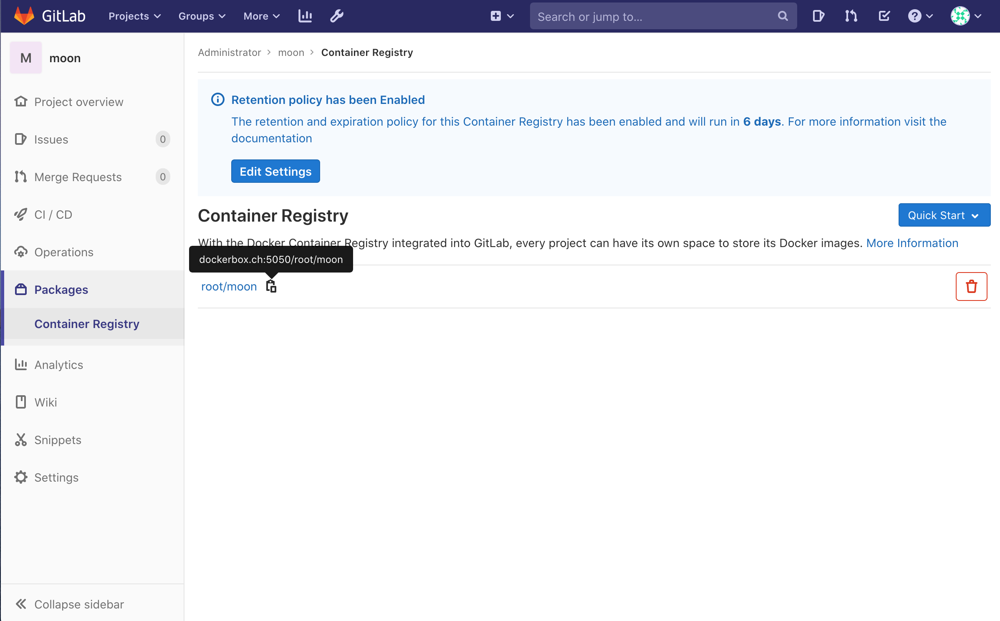 GitLab
Projects
Groups
More
Search or jump to...
M
moon
Project overview
Issues
0
Merge Requests
0
CI / CD
Operations
Packages
Container Registry
Analytics
Wiki
Snippets
Settings
Collapse sidebar
Administrator > moon > Container Registry
Retention policy has been Enabled
The retention and expiration policy for this Container Registry has been enabled and will run in 6 days. For more information visit the
documentation
Edit Settings
Container Registry
Quick Start
With the Docker Container Registry integrated into GitLab, every project can have its own space to store its Docker images. More Information
dockerbox.ch:5050/root/moon
root/moon